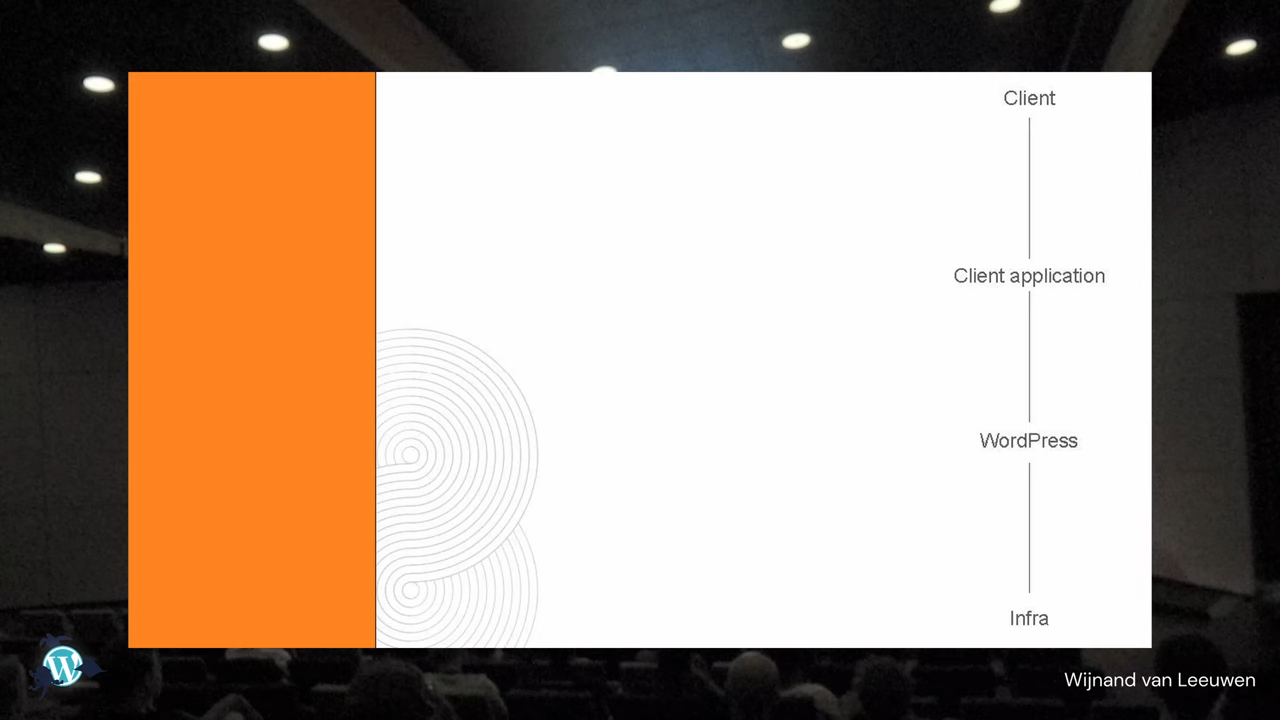 Client
Client application
WordPress
Infra
Wijnand van Leeuwen
W